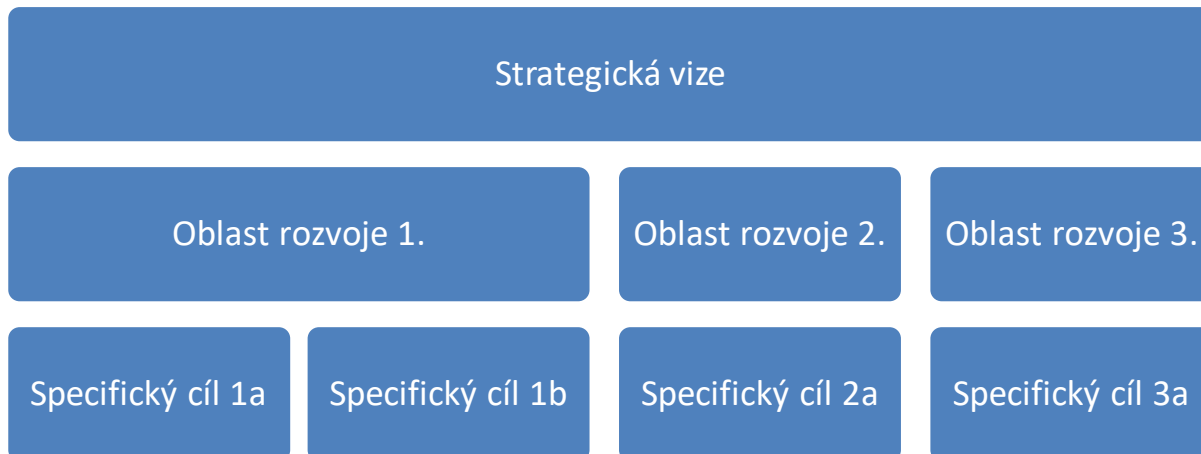 Strategická vize
Oblast rozvoje 1.
Oblast rozvoje 2.
Oblast rozvoje 3.
Specifický cíl 1a
Specifický cíl 1b
Specifický cíl 2a
Specifický cíl 3a